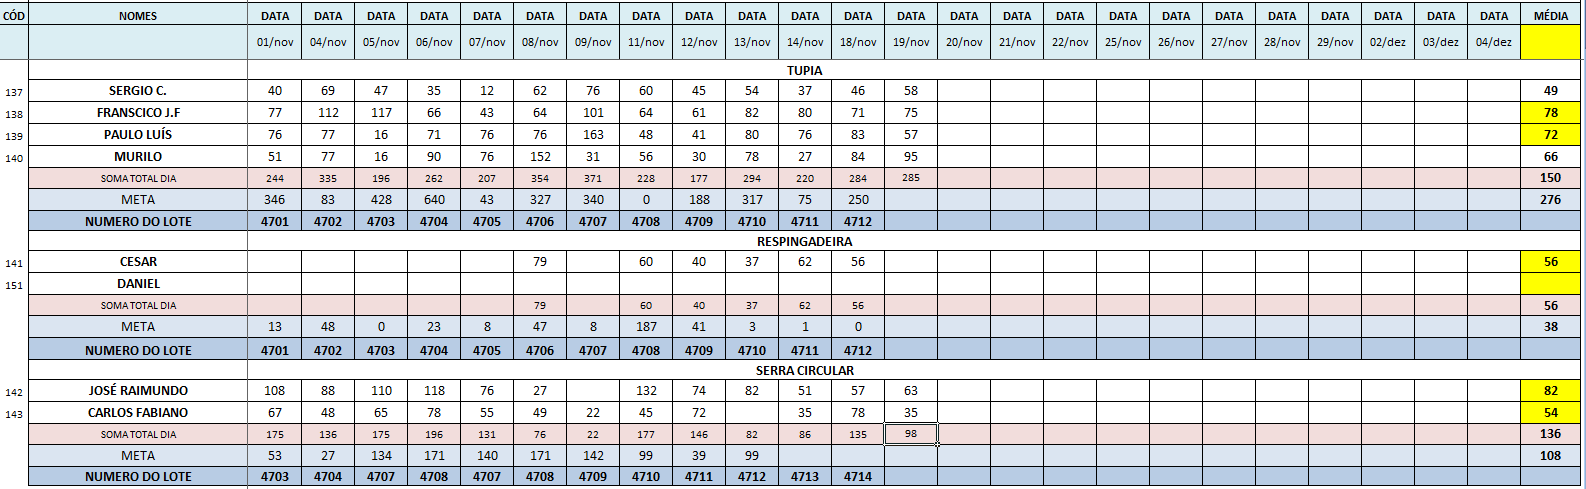 CÓD NOMES DATA DATA DATA DATA DATA DATA DATA DATA DATA DATA DATA DATA DATA DATA DATA DATA DATA DATA DATA DATA DATA DATA DATA DATA MÉDIA
01/nov 04/nov 05/nov 06/nov 07/nov 08/nov 09/nov 11/nov 12/nov 13/nov 14/nov 18/nov 19/nov 20/nov 21/nov 22/nov 25/nov 26/nov 27/nov 28/nov 29/nov 02/dez 03/dez 04/dez
TUPIA
137 SERGIO C. 40 69 47 35 12 62 76 60 45 54 37 46 58 49
138 FRANSCICO J.F 77 112 117 66 43 64 101 64 61 82 80 71 75 78
139 PAULO LUÍS 76 77 16 71 76 76 163 48 41 80 76 83 57 72
140 MURILO 51 77 16 90 76 152 31 56 30 78 27 84 95 66
SOMA TOTAL DIA 244 335 196 262 207 354 371 228 177 294 220 284 285 150
META 346 83 428 640 43 327 340 0 188 317 75 250 276
NUMERO DO LOTE 4701 4702 4703 4704 4705 4706 4707 4708 4709 4710 4711 4712
RESPINGADEIRA
141 CESAR 79 60 40 37 62 56 56
151 DANIEL
SOMA TOTAL DIA 79 60 40 37 62 56 56
META 13 48 0 23 8 47 8 187 41 3 1 0 38
NUMERO DO LOTE 4701 4702 4703 4704 4705 4706 4707 4708 4709 4710 4711 4712
SERRA CIRCULAR
142 JOSÉ RAIMUNDO 108 88 110 118 76 27 132 74 82 51 57 63 82
143 CARLOS FABIANO 67 48 65 78 55 49 22 45 72 35 78 35 54
SOMA TOTAL DIA 175 136 175 196 131 76 22 177 146 82 86 135 98 136
META 53 27 134 171 140 171 142 99 39 99 108
NUMERO DO LOTE 4703 4704 4707 4708 4707 4708 4709 4710 4711 4712 4713 4714